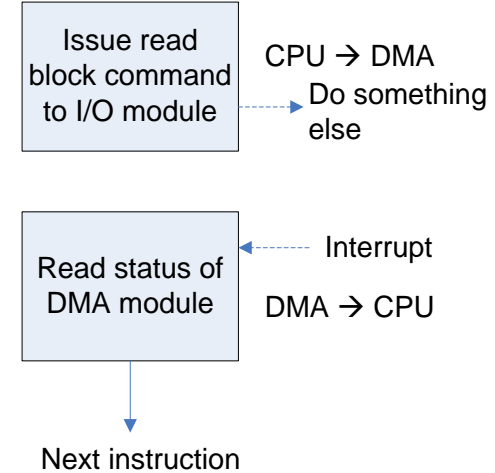 Issue read
block command
to I/O module
CPU → DMA
Do something
else
Interrupt
Read status of
DMA module
DMA → CPU
Next instruction